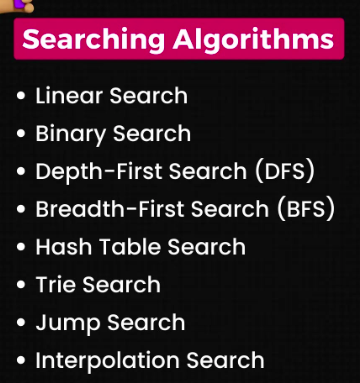 Searching Algorithms
• Linear Search
• Binary Search
• Depth-First Search (DFS)
• Breadth-First Search (BFS)
• Hash Table Search
• Trie Search
• Jump Search
• Interpolation Search